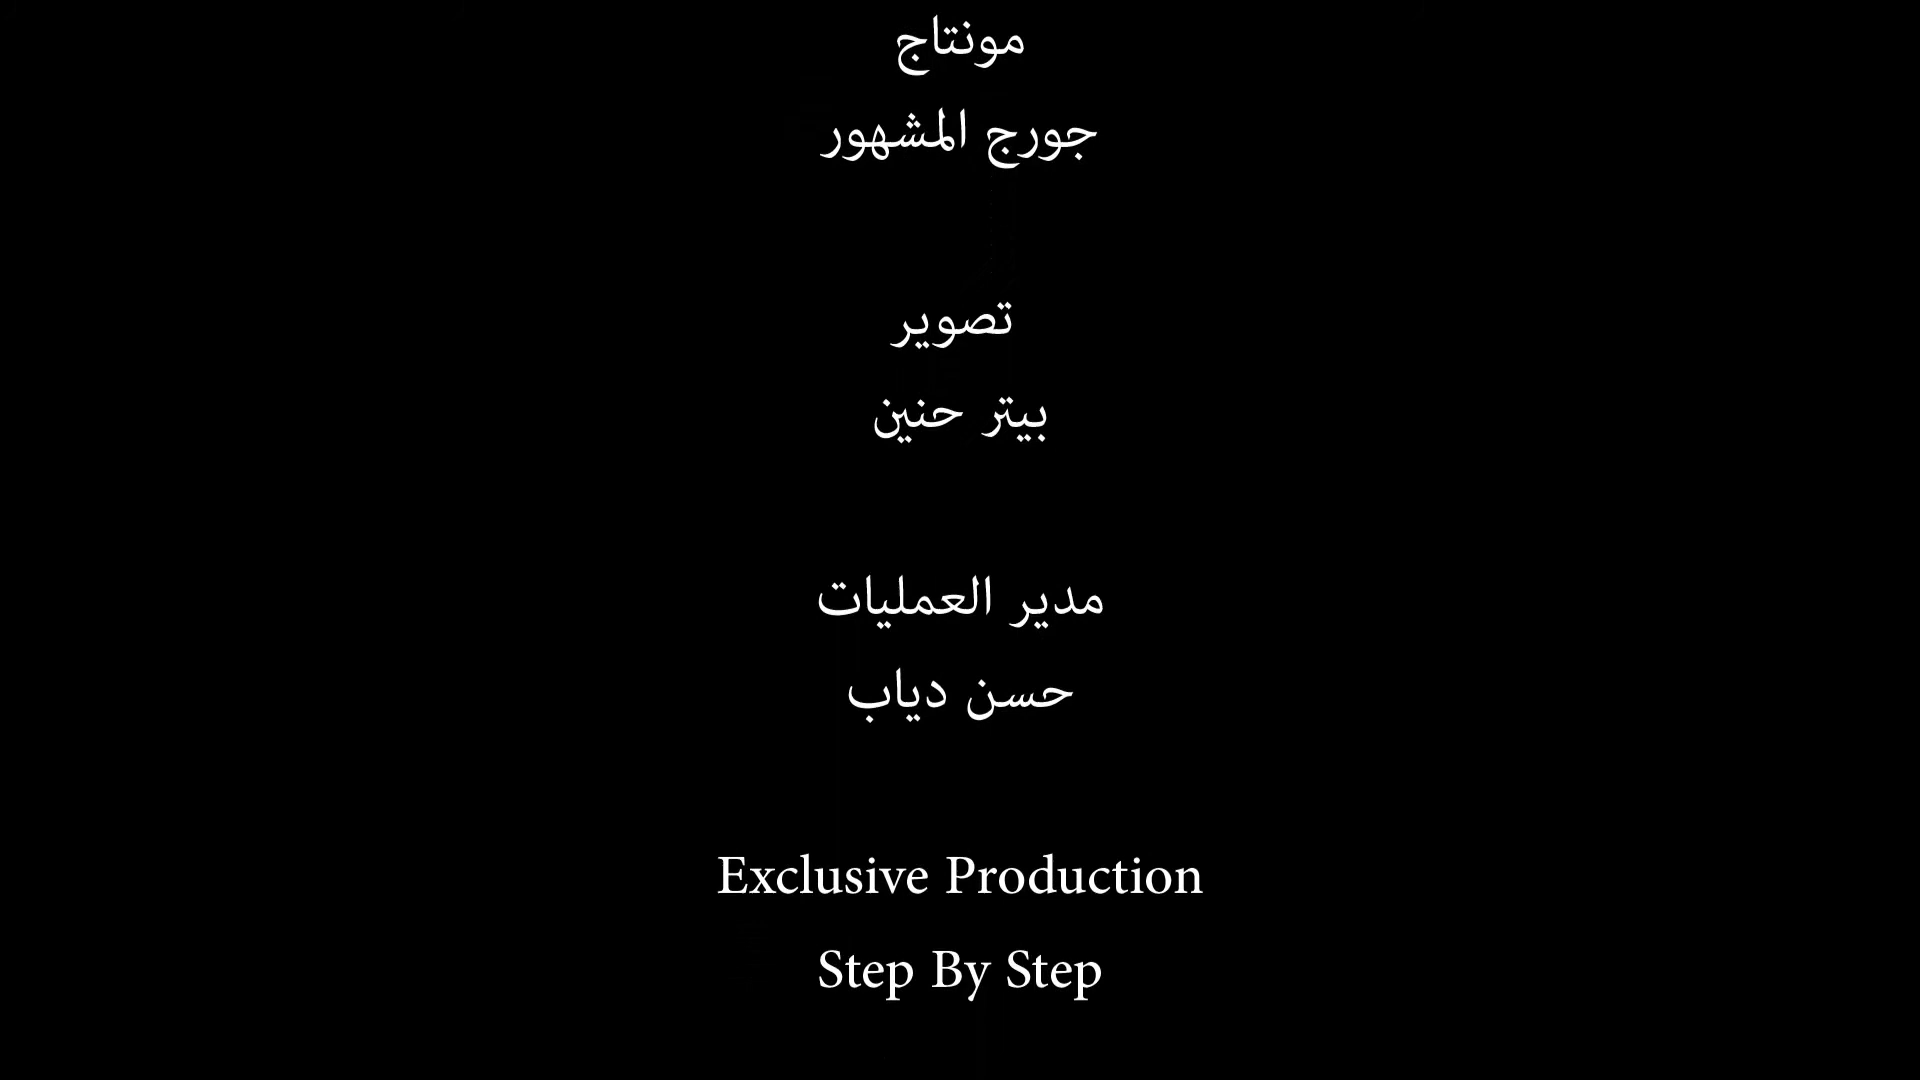 مونتاج
جورج المشهور
تصوير
بيتر حنين
مدير العمليات
حسن دياب
Exclusive Production
Step By Step